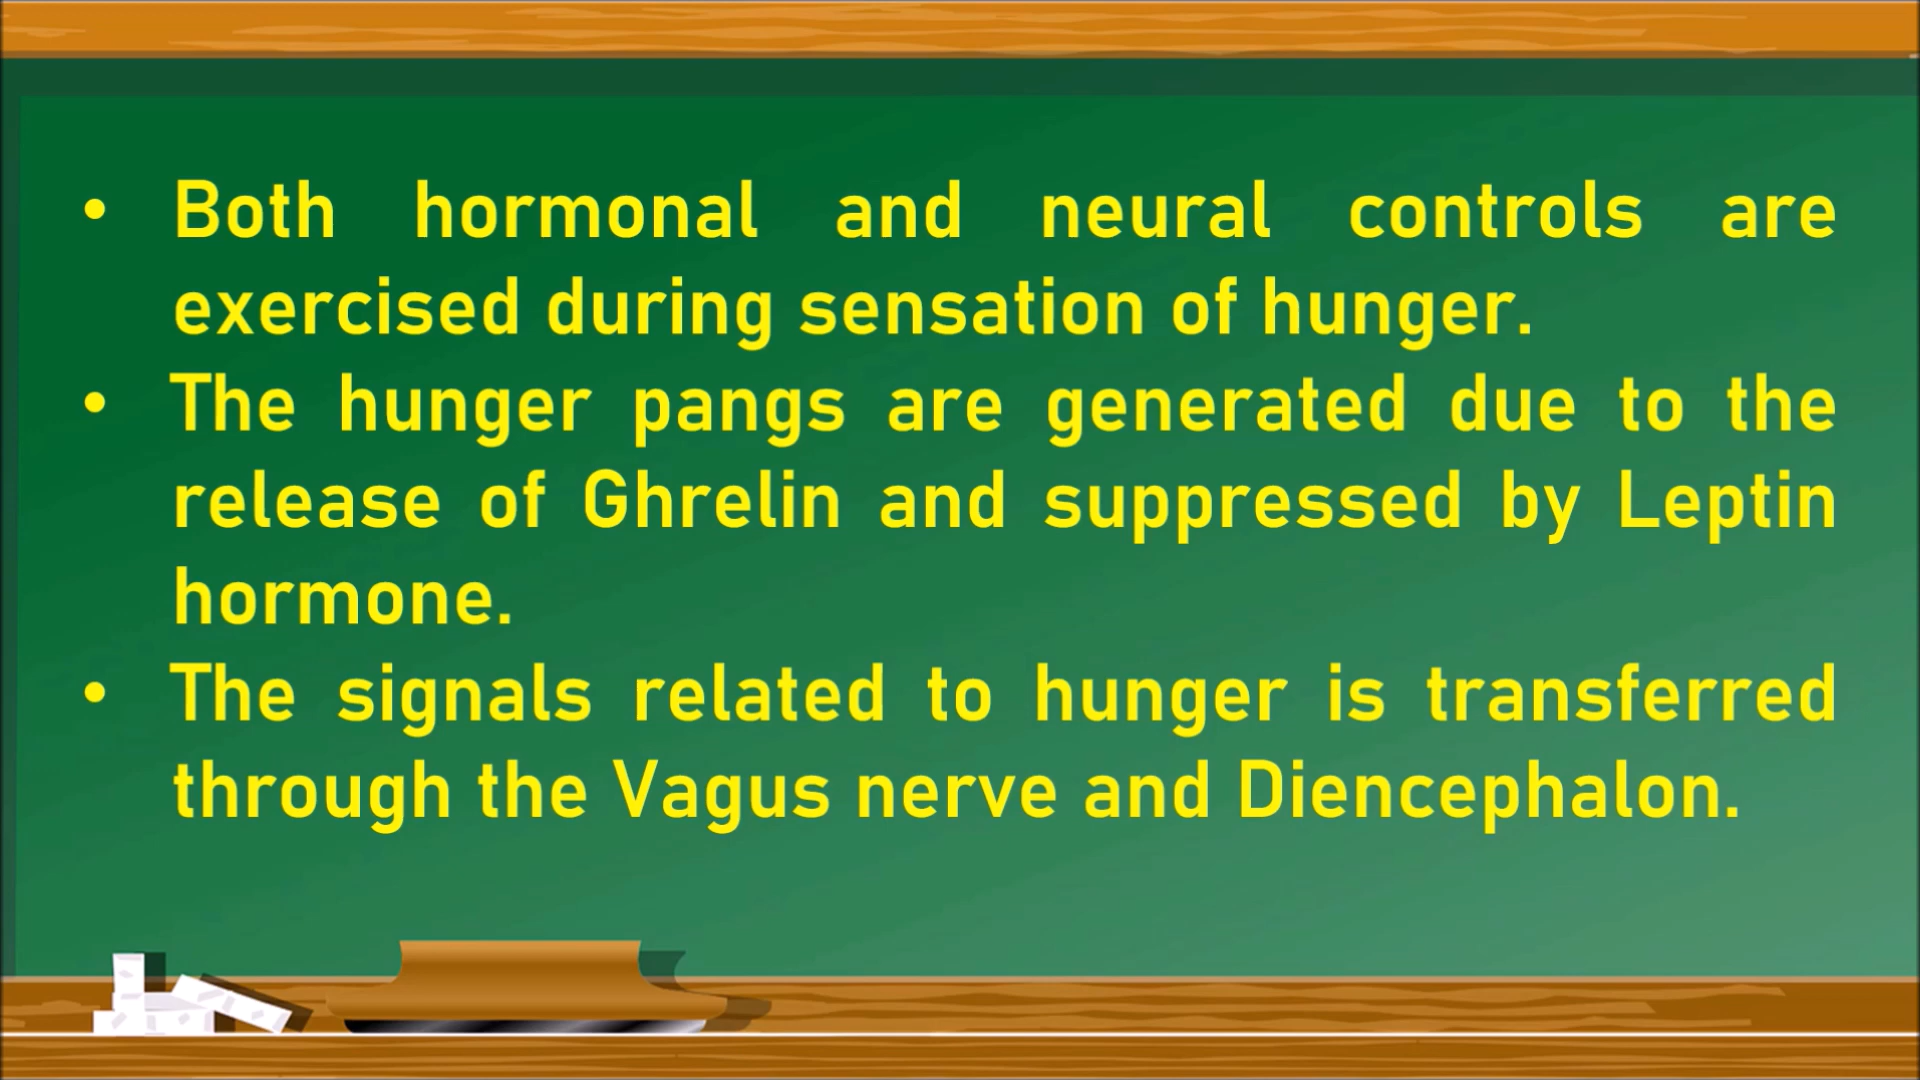 • Both hormonal and neural controls are
exercised during sensation of hunger.
• The hunger pangs are generated due to the
release of Ghrelin and suppressed by Leptin
hormone.
• The signals related to hunger is transferred
through the Vagus nerve and Diencephalon.